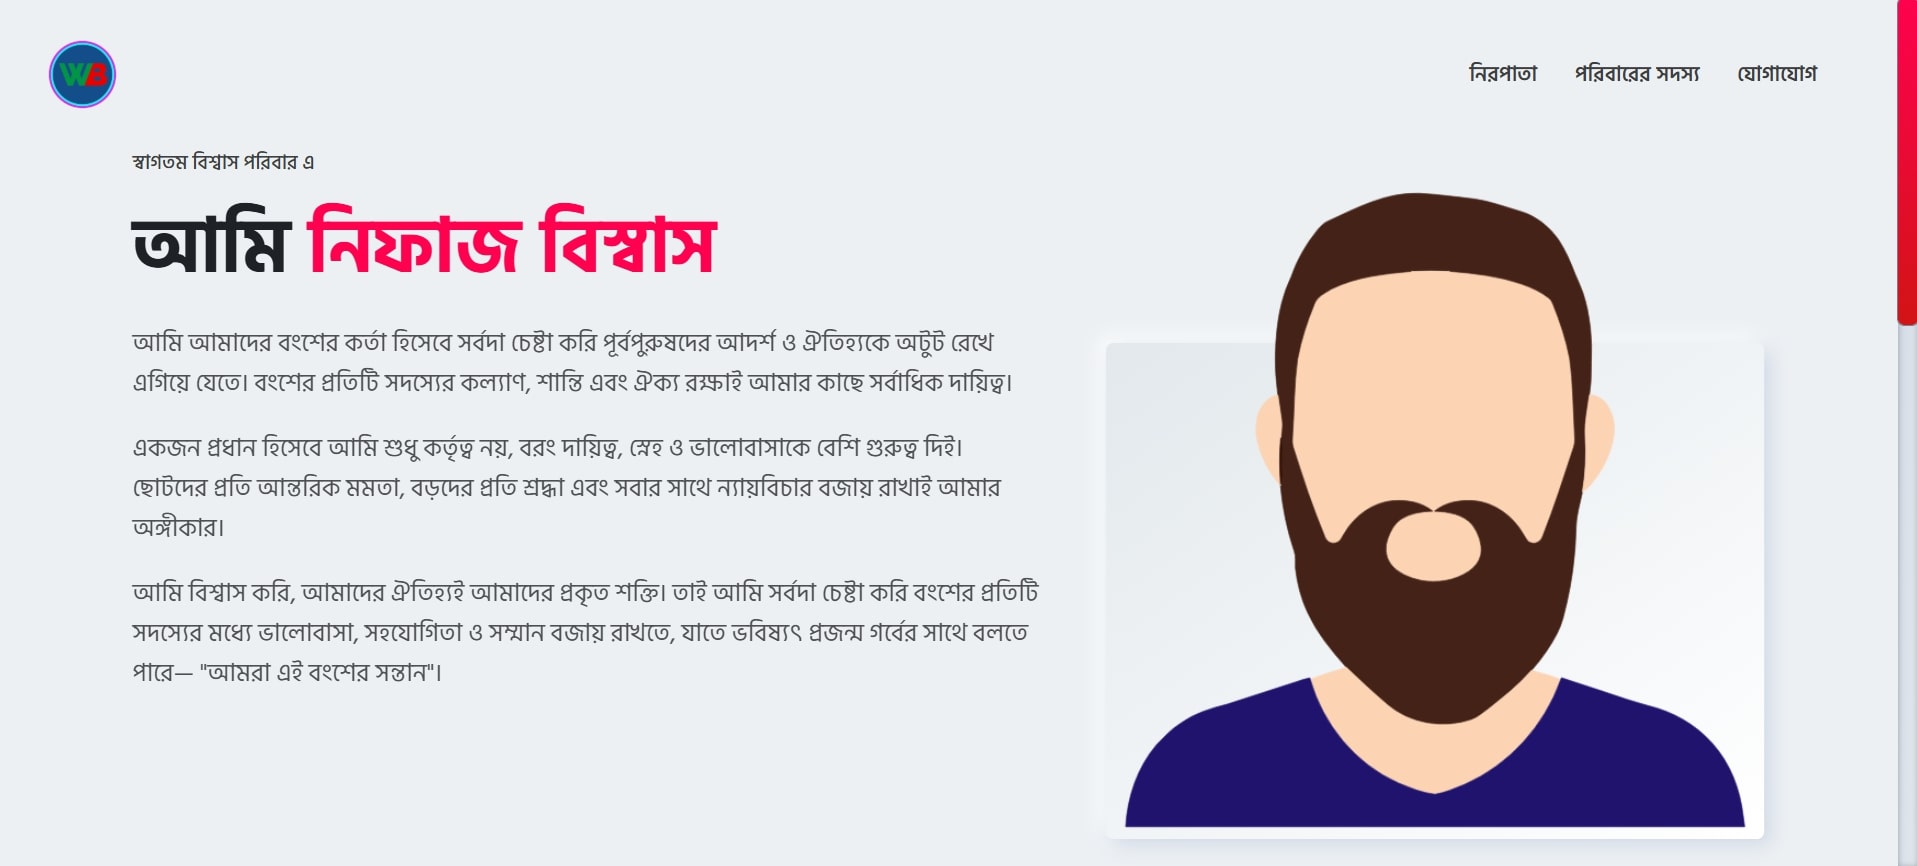 WB
নিরপাতা পরিবারের সদস্য যোগাযোগ
স্বাগতম বিশ্বাস পরিবার এ
আমি নিফাজ বিস্বাস
আমি আমাদের বংশের কর্তা হিসেবে সর্বদা চেষ্টা করি পূর্বপুরুষদের আদর্শ ও ঐতিহ্যকে অটুট রেখে
এগিয়ে যেতে। বংশের প্রতিটি সদস্যের কল্যাণ, শান্তি এবং ঐক্য রক্ষাই আমার কাছে সর্বাধিক দায়িত্ব।
একজন প্রধান হিসেবে আমি শুধু কর্তৃত্ব নয়, বরং দায়িত্ব, স্নেহ ও ভালোবাসাকে বেশি গুরুত্ব দিই।
ছোটদের প্রতি আন্তরিক মমতা, বড়দের প্রতি শ্রদ্ধা এবং সবার সাথে ন্যায়বিচার বজায় রাখাই আমার
অঙ্গীকার।
আমি বিশ্বাস করি, আমাদের ঐতিহ্যই আমাদের প্রকৃত শক্তি। তাই আমি সর্বদা চেষ্টা করি বংশের প্রতিটি
সদস্যের মধ্যে ভালোবাসা, সহযোগিতা ও সম্মান বজায় রাখতে, যাতে ভবিষ্যৎ প্রজন্ম গর্বের সাথে বলতে
পারে— "আমরা এই বংশের সন্তান"।